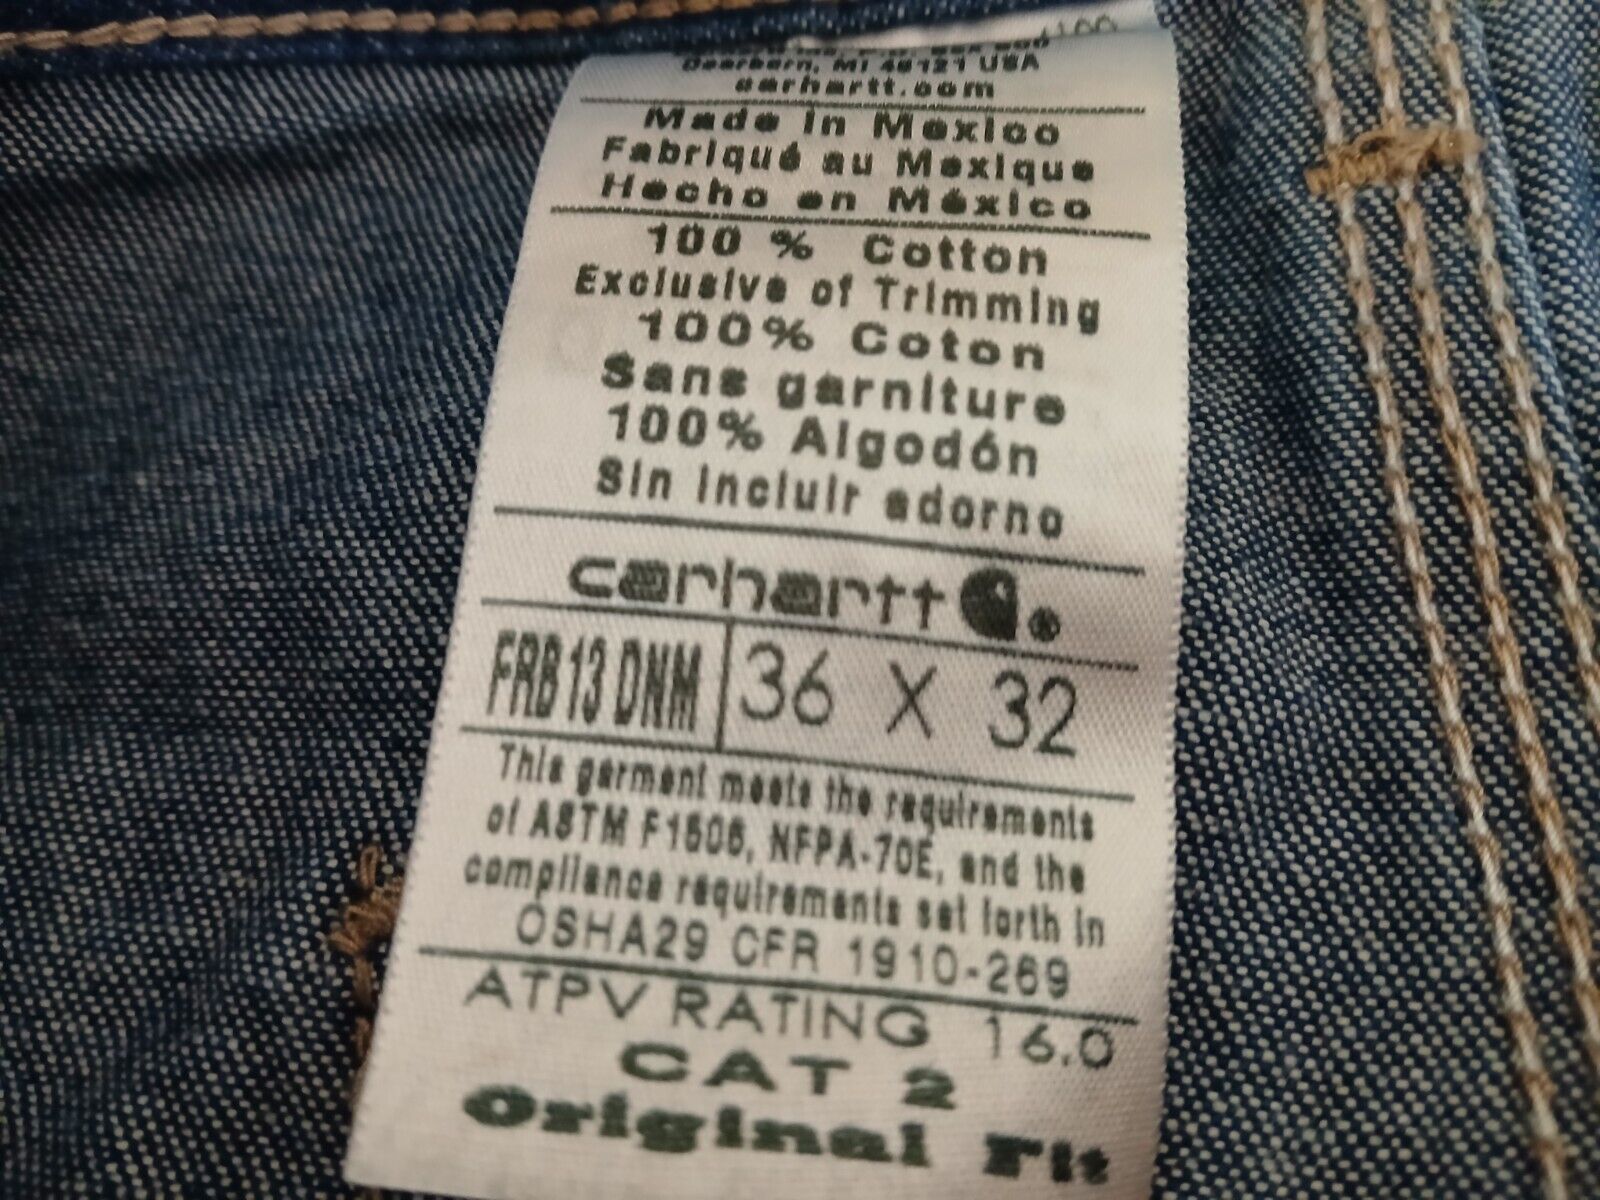 Dearborn, MI 48121 USA
carhartt.com
Made in Mexico
Fabriqué au Mexique
Hecho en México
100 % Cotton
Exclusive of Trimming
100% Coton
Sans garniture
100% Algodón
Sin incluir adorno
carhartt ®
FRB13 DNM 36 X 32
This garment meets the requirements
of ASTM F1506, NFPA-70E, and the
compliance requirements set forth in
OSHA29 CFR 1910-269
ATPV RATING 16.0
CAT 2
Original Fit